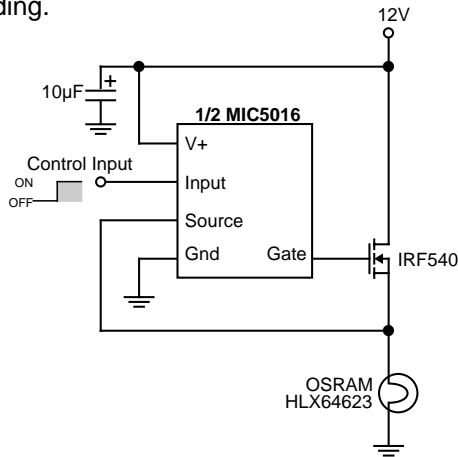 ding.
12V
10µF
+
1/2 MIC5016
V+
Control Input
ON
OFF
Input
Source
Gnd
Gate
IRF540
OSRAM
HLX64623